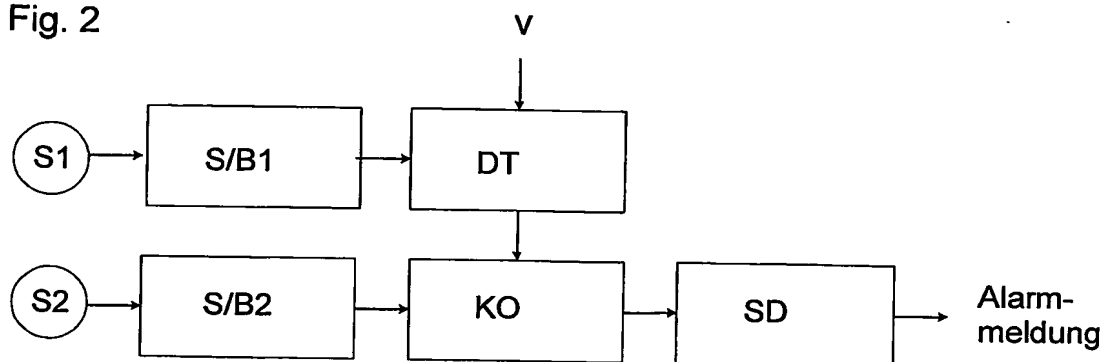 Fig. 2
v
S1
S/B1
DT
S2
S/B2
KO
SD
Alarm-
meldung